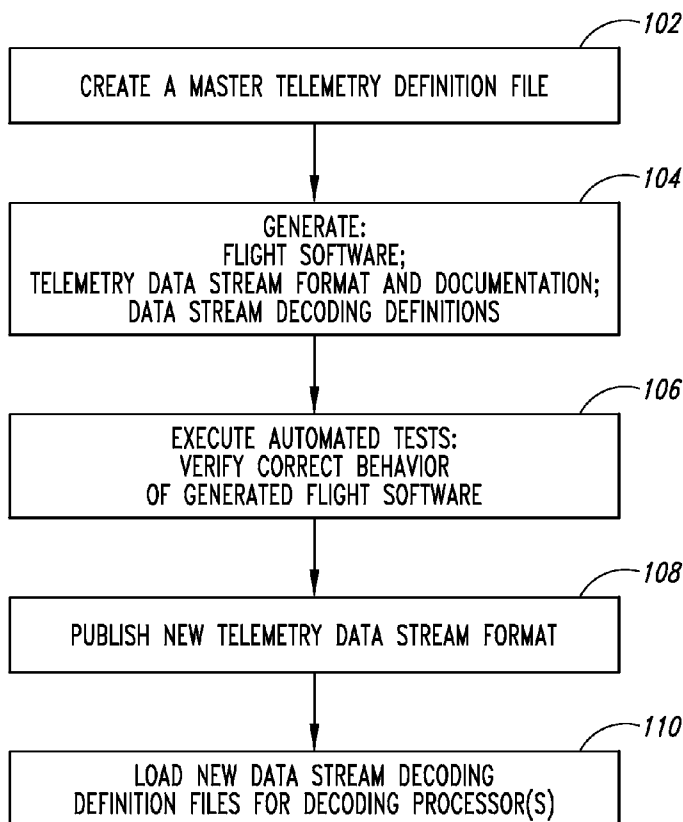 102
CREATE A MASTER TELEMETRY DEFINITION FILE
104
GENERATE:
FLIGHT SOFTWARE;
TELEMETRY DATA STREAM FORMAT AND DOCUMENTATION;
DATA STREAM DECODING DEFINITIONS
106
EXECUTE AUTOMATED TESTS:
VERIFY CORRECT BEHAVIOR
OF GENERATED FLIGHT SOFTWARE
108
PUBLISH NEW TELEMETRY DATA STREAM FORMAT
110
LOAD NEW DATA STREAM DECODING
DEFINITION FILES FOR DECODING PROCESSOR(S)